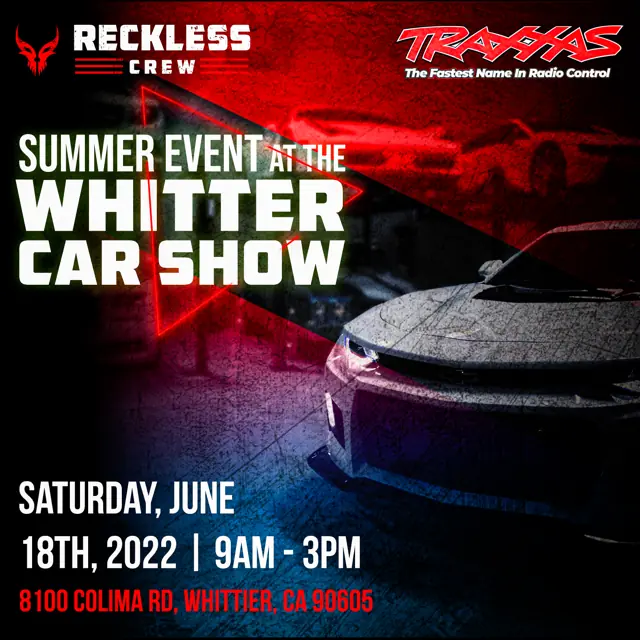 RECKLESS
CREW
TRAXXAS
The Fastest Name In Radio Control
SUMMER EVENT AT THE
WHITTER
CAR SHOW
SATURDAY, JUNE
18TH, 2022 | 9AM - 3PM
8100 COLIMA RD, WHITTIER, CA 90605